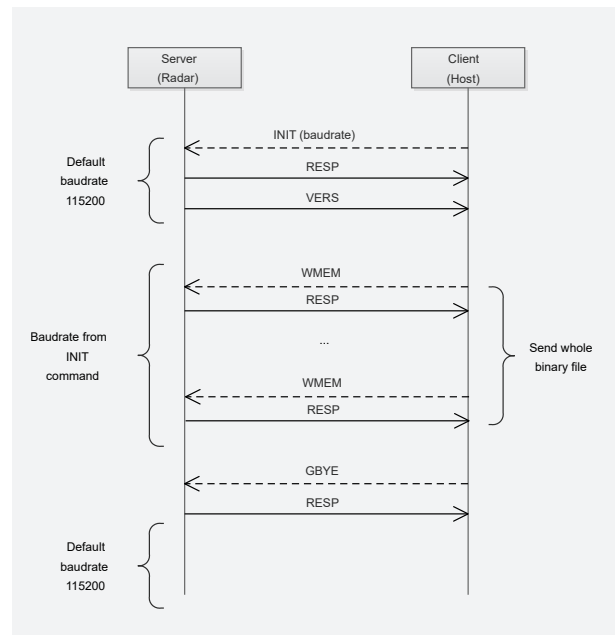 Server
(Radar)
Client
(Host)
INIT (baudrate)
RESP
VERS
Default
baudrate
115200
WMEM
RESP
...
WMEM
RESP
Baudrate from
INIT
command
Send whole
binary file
GBYE
RESP
Default
baudrate
115200